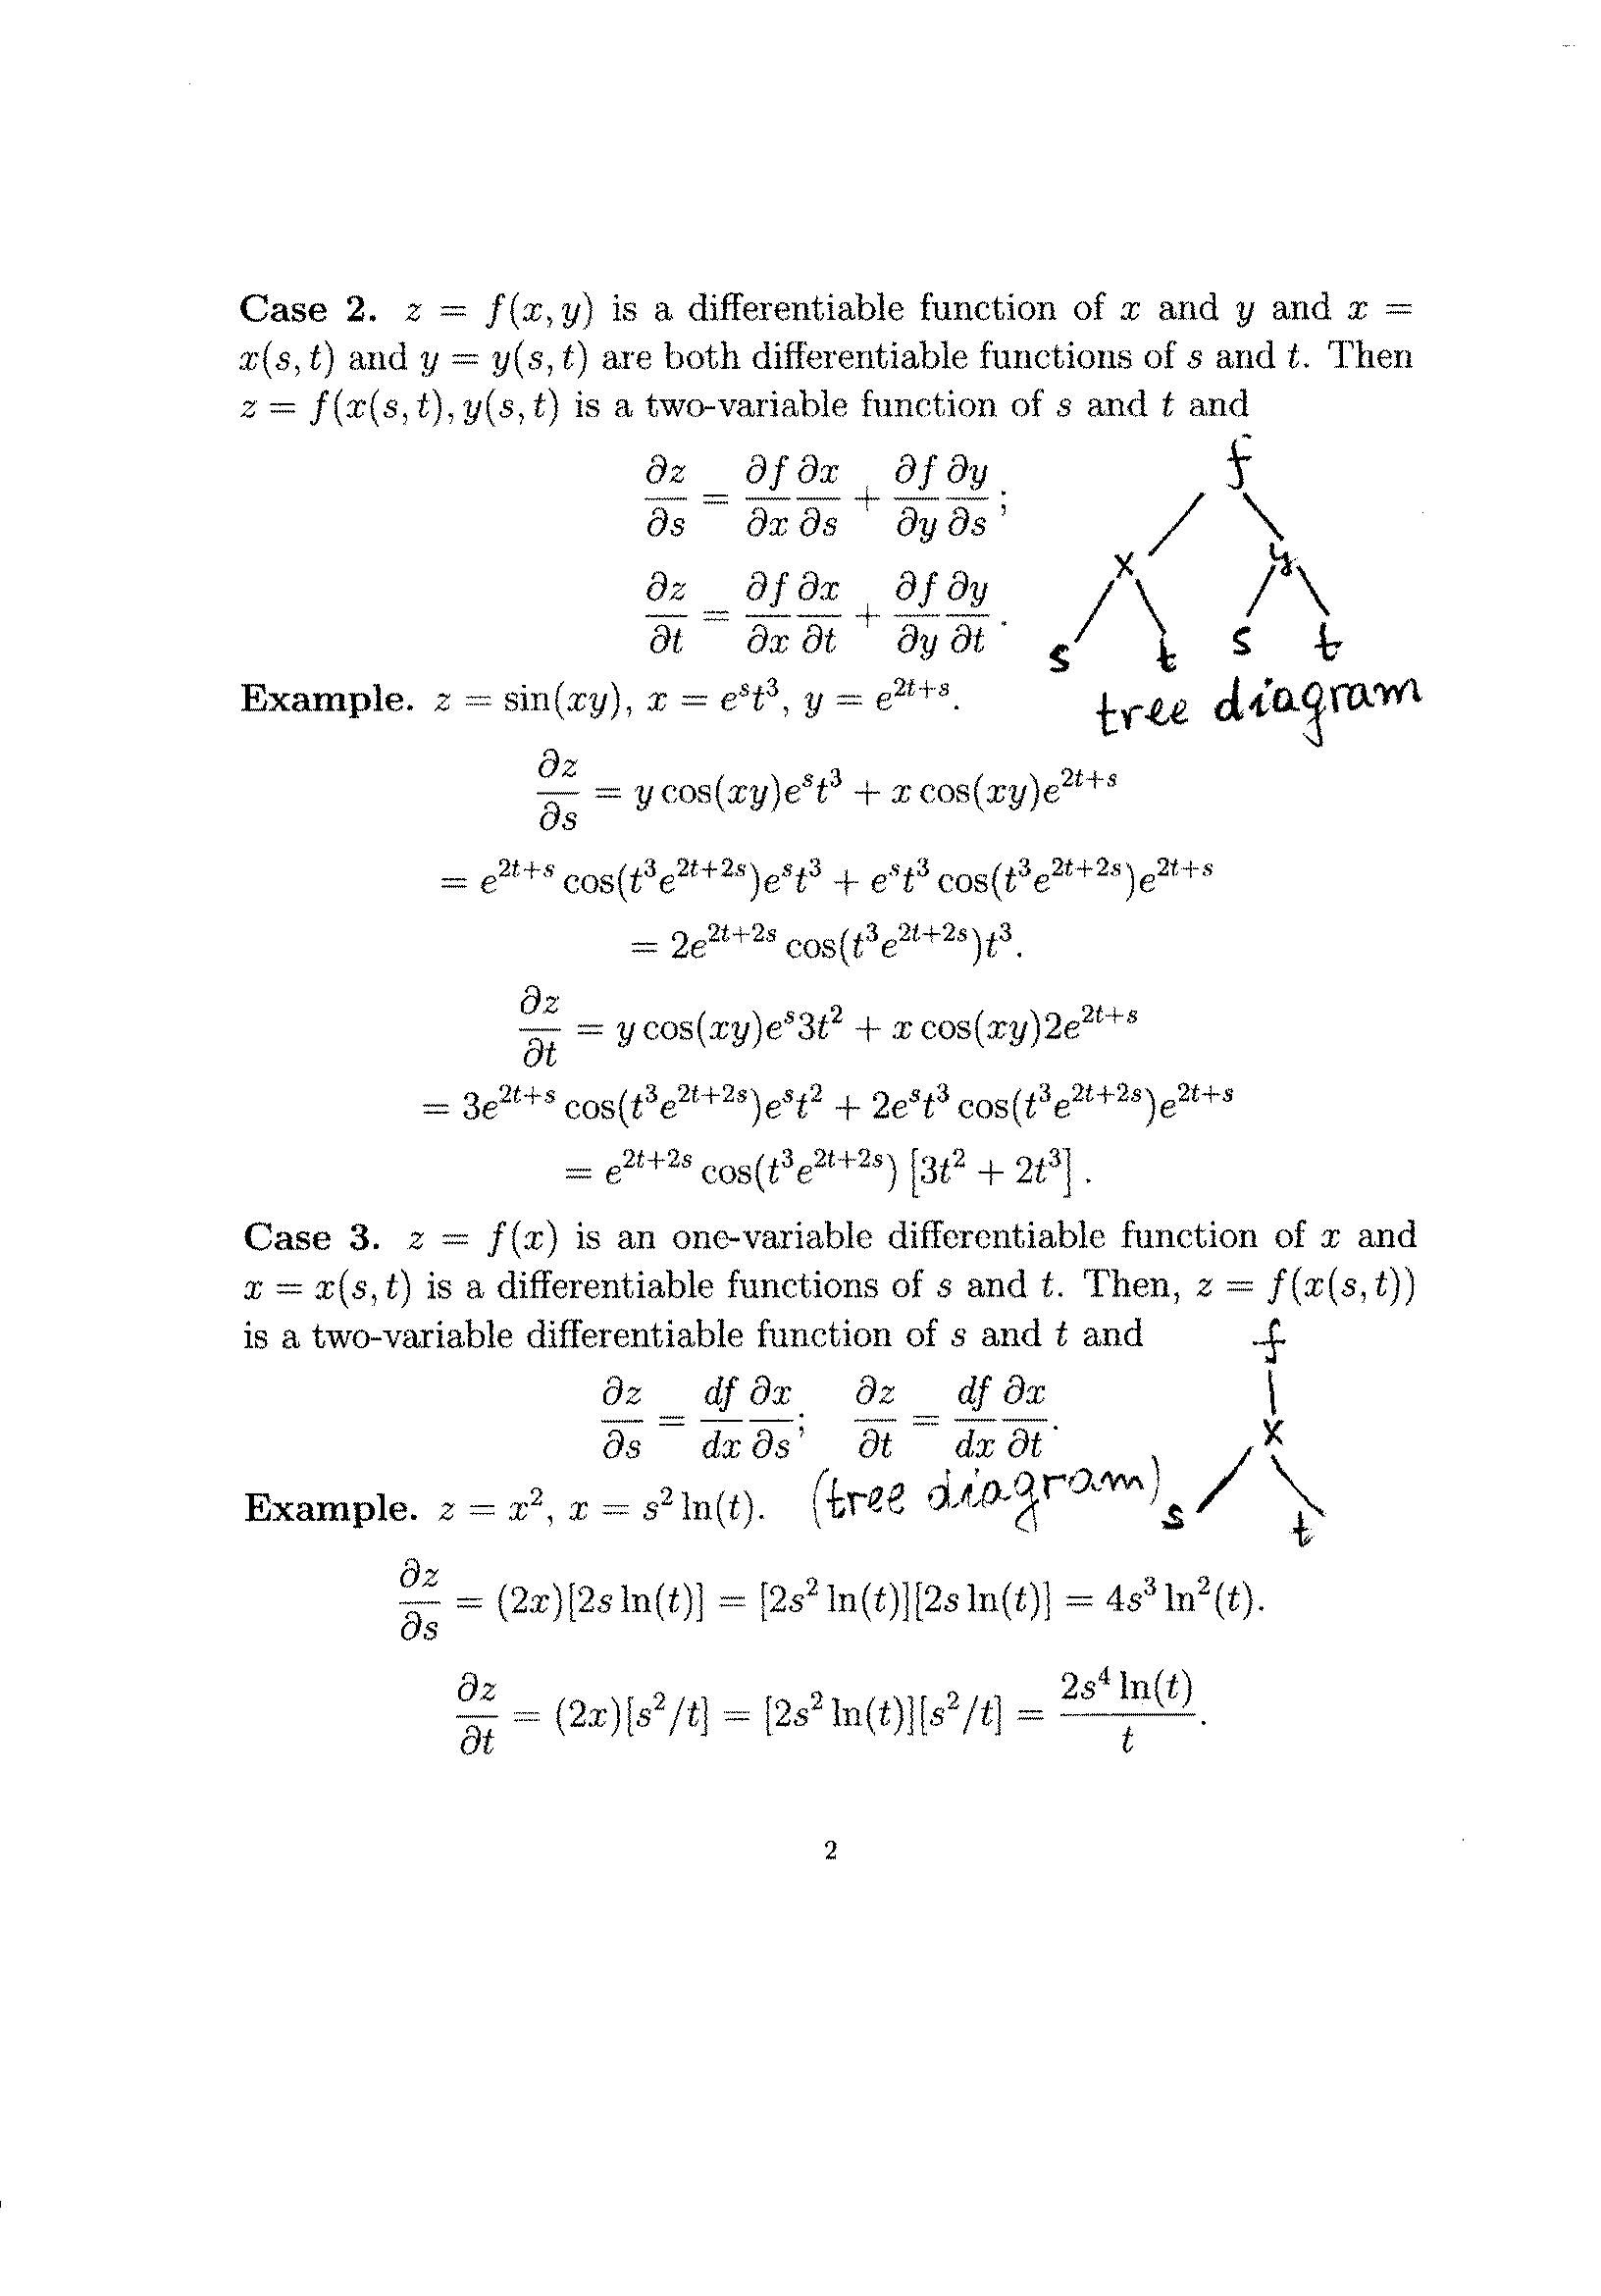 Case 2. z = f(x, y) is a differentiable function of x and y and x =
x(s, t) and y = y(s, t) are both differentiable functions of s and t. Then
z = f(x(s, t), y(s, t) is a two-variable function of s and t and
∂z/∂s = ∂f/∂x ∂x/∂s + ∂f/∂y ∂y/∂s;
∂z/∂t = ∂f/∂x ∂x/∂t + ∂f/∂y ∂y/∂t.
f
x y
s t s t
tree diagram
Example. z = sin(xy), x = e^s t^3, y = e^{2t+s}.
∂z/∂s = y cos(xy)e^s t^3 + x cos(xy)e^{2t+s}
= e^{2t+s} cos(t^3 e^{2t+2s})e^s t^3 + e^s t^3 cos(t^3 e^{2t+2s})e^{2t+s}
= 2e^{2t+2s} cos(t^3 e^{2t+2s})t^3.
∂z/∂t = y cos(xy)e^s 3t^2 + x cos(xy)2e^{2t+s}
= 3e^{2t+s} cos(t^3 e^{2t+2s})e^s t^2 + 2e^s t^3 cos(t^3 e^{2t+2s})e^{2t+s}
= e^{2t+2s} cos(t^3 e^{2t+2s}) [3t^2 + 2t^3].
Case 3. z = f(x) is an one-variable differentiable function of x and
x = x(s, t) is a differentiable functions of s and t. Then, z = f(x(s, t))
is a two-variable differentiable function of s and t and
∂z/∂s = df/dx ∂x/∂s; ∂z/∂t = df/dx ∂x/∂t.
f
x
s t
Example. z = x^2, x = s^2 ln(t). (tree diagram)
∂z/∂s = (2x)[2s ln(t)] = [2s^2 ln(t)][2s ln(t)] = 4s^3 ln^2(t).
∂z/∂t = (2x)[s^2/t] = [2s^2 ln(t)][s^2/t] = 2s^4 ln(t)/t.
2